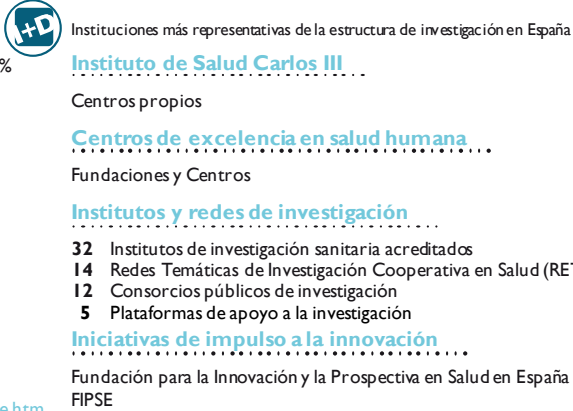 I+D
Instituciones más representativas de la estructura de investigación en España
%
Instituto de Salud Carlos III
Centros propios
Centros de excelencia en salud humana
Fundaciones y Centros
Institutos y redes de investigación
32 Institutos de investigación sanitaria acreditados
14 Redes Temáticas de Investigación Cooperativa en Salud (RET
12 Consorcios públicos de investigación
5 Plataformas de apoyo a la investigación
Iniciativas de impulso a la innovación
Fundación para la Innovación y la Prospectiva en Salud en España
FIPSE
e.htm